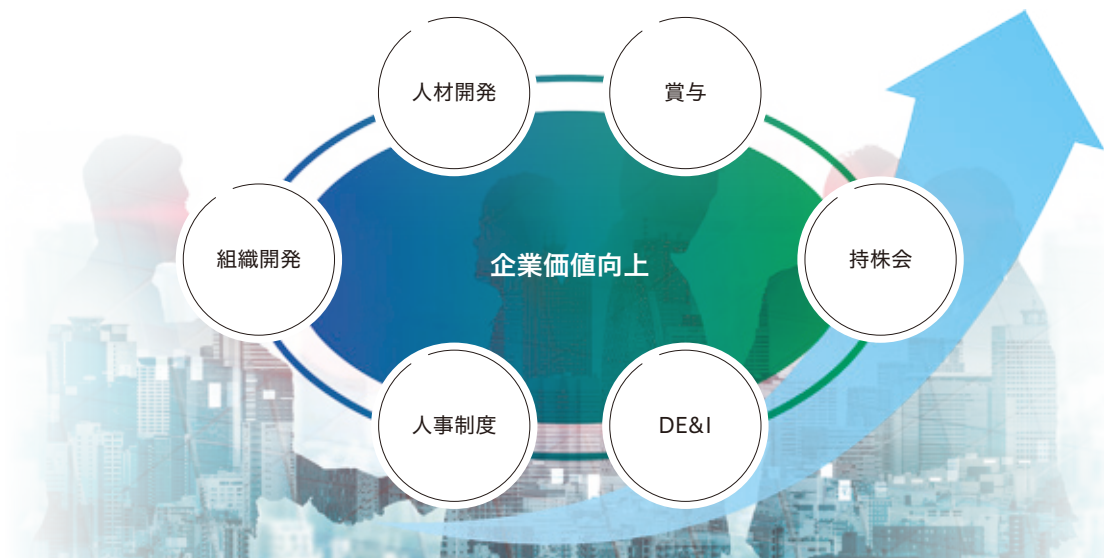 人材開発
賞与
組織開発
企業価値向上
持株会
人事制度
DE&I